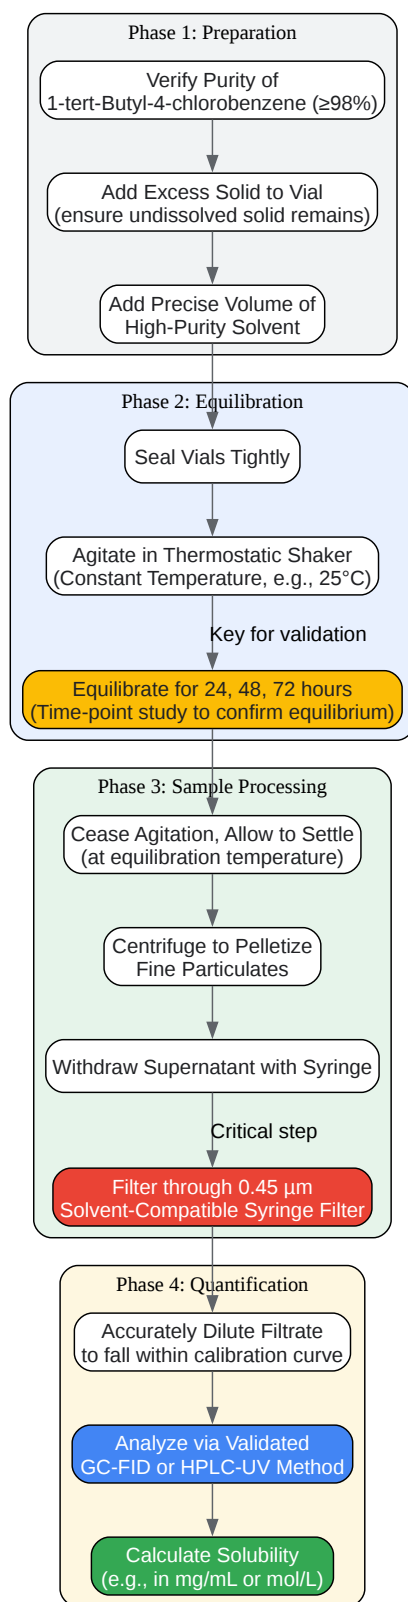 Phase 1: Preparation
Verify Purity of
1-tert-Butyl-4-chlorobenzene (≥98%)
Add Excess Solid to Vial
(ensure undissolved solid remains)
Add Precise Volume of
High-Purity Solvent
Phase 2: Equilibration
Seal Vials Tightly
Agitate in Thermostatic Shaker
(Constant Temperature, e.g., 25°C)
Key for validation
Equilibrate for 24, 48, 72 hours
(Time-point study to confirm equilibrium)
Phase 3: Sample Processing
Cease Agitation, Allow to Settle
(at equilibration temperature)
Centrifuge to Pelletize
Fine Particulates
Withdraw Supernatant with Syringe
Critical step
Filter through 0.45 µm
Solvent-Compatible Syringe Filter
Phase 4: Quantification
Accurately Dilute Filtrate
to fall within calibration curve
Analyze via Validated
GC-FID or HPLC-UV Method
Calculate Solubility
(e.g., in mg/mL or mol/L)